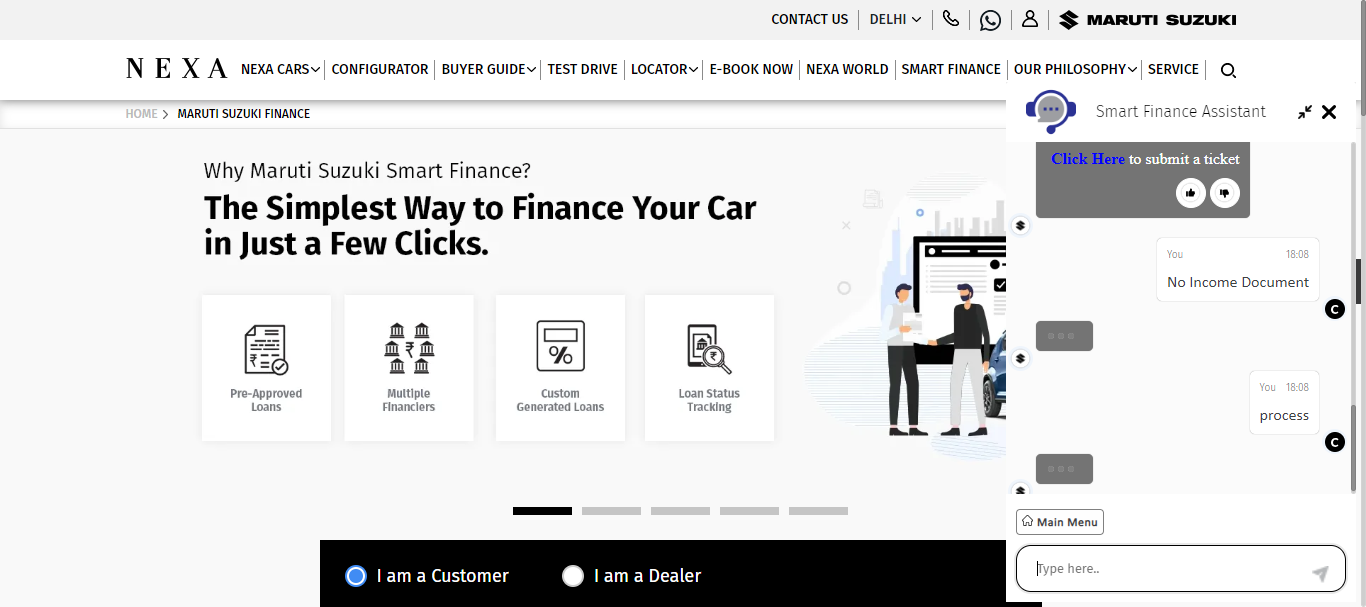 CONTACT US
DELHI
MARUTI SUZUKI
NEXA
NEXA CARS
CONFIGURATOR
BUYER GUIDE
TEST DRIVE
LOCATOR
E-BOOK NOW
NEXA WORLD
SMART FINANCE
OUR PHILOSOPHY
SERVICE
HOME
MARUTI SUZUKI FINANCE
Why Maruti Suzuki Smart Finance?
The Simplest Way to Finance Your Car
in Just a Few Clicks.
Pre-Approved
Loans
Multiple
Financiers
Custom
Generated Loans
Loan Status
Tracking
I am a Customer
I am a Dealer
Smart Finance Assistant
Click Here to submit a ticket
You 18:08
No Income Document
C
You 18:08
process
C
Main Menu
Type here..